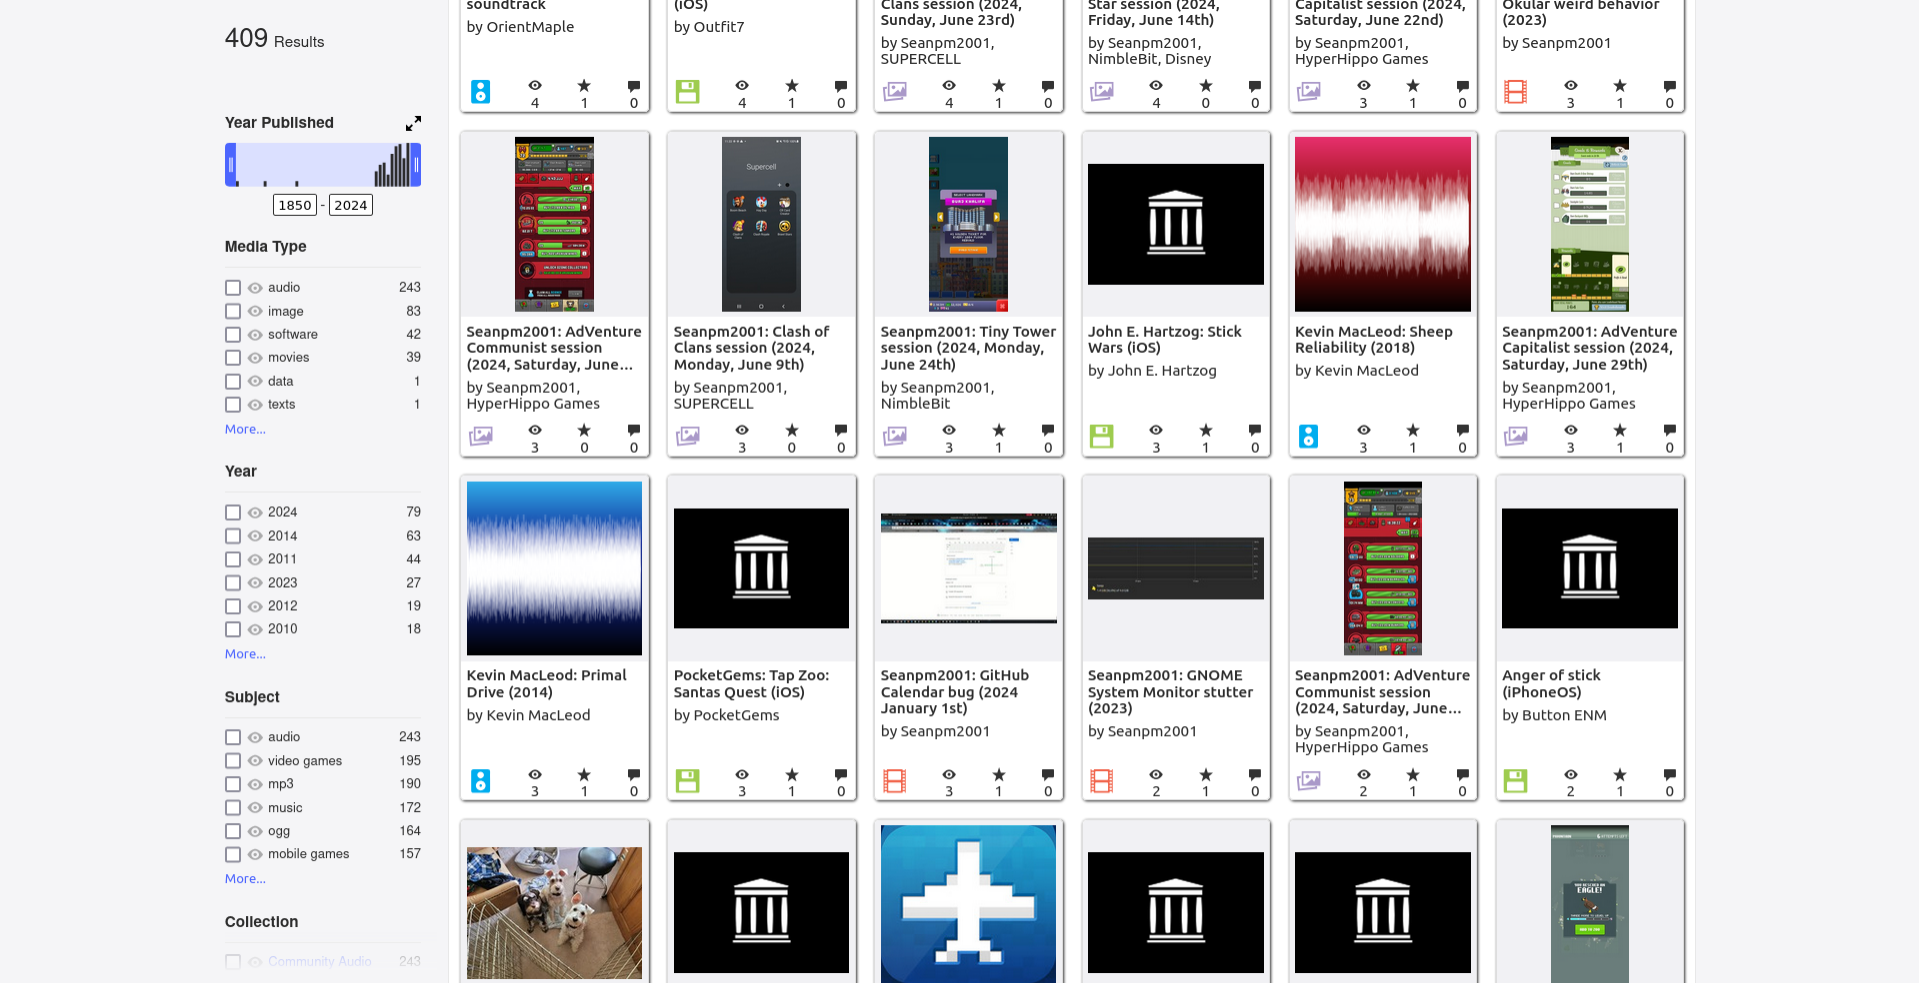 409 Results
Year Published
1850 - 2024
Media Type
audio 243
image 83
software 42
movies 39
data 1
texts 1
More...
Year
2024 79
2014 63
2011 44
2023 27
2012 19
2010 18
More...
Subject
audio 243
video games 195
mp3 190
music 172
ogg 164
mobile games 157
More...
Collection
Community Audio 243
soundtrack
by OrientMaple
4 1 0
(iOS)
by Outfit7
4 1 0
Clans session (2024,
Sunday, June 23rd)
by Seanpm2001,
SUPERCELL
4 1 0
Star session (2024,
Friday, June 14th)
by Seanpm2001,
NimbleBit, Disney
4 0 0
Capitalist session (2024,
Saturday, June 22nd)
by Seanpm2001,
HyperHippo Games
3 1 0
Okular weird behavior
(2023)
by Seanpm2001
3 1 0
Seanpm2001: AdVenture
Communist session
(2024, Saturday, June...
by Seanpm2001,
HyperHippo Games
3 0 0
Supercell
Seanpm2001: Clash of
Clans session (2024,
Monday, June 9th)
by Seanpm2001,
SUPERCELL
3 0 0
Seanpm2001: Tiny Tower
session (2024, Monday,
June 24th)
by Seanpm2001,
NimbleBit
3 1 0
John E. Hartzog: Stick
Wars (iOS)
by John E. Hartzog
3 1 0
Kevin MacLeod: Sheep
Reliability (2018)
by Kevin MacLeod
3 1 0
Seanpm2001: AdVenture
Capitalist session (2024,
Saturday, June 29th)
by Seanpm2001,
HyperHippo Games
3 1 0
Kevin MacLeod: Primal
Drive (2014)
by Kevin MacLeod
3 1 0
PocketGems: Tap Zoo:
Santas Quest (iOS)
by PocketGems
3 1 0
Seanpm2001: GitHub
Calendar bug (2024
January 1st)
by Seanpm2001
3 1 0
Seanpm2001: GNOME
System Monitor stutter
(2023)
by Seanpm2001
2 1 0
Seanpm2001: AdVenture
Communist session
(2024, Saturday, June...
by Seanpm2001,
HyperHippo Games
2 1 0
Anger of stick
(iPhoneOS)
by Button ENM
2 1 0
EAGLE!